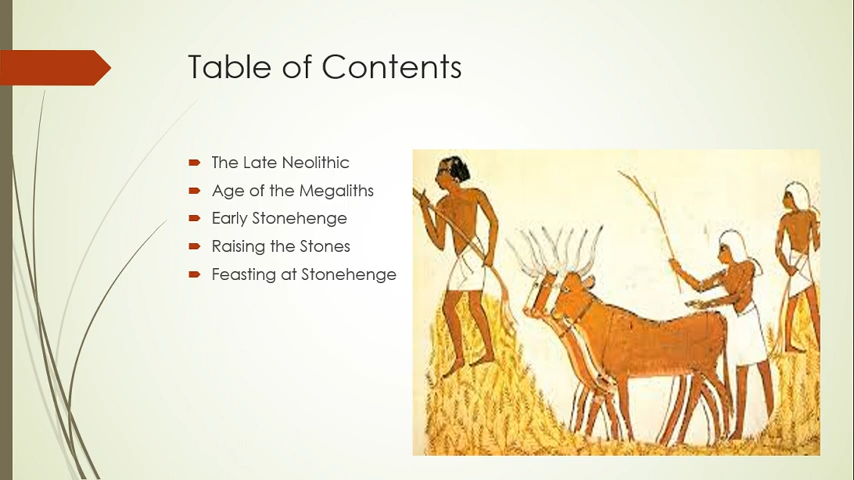 Table of Contents
The Late Neolithic
Age of the Megaliths
Early Stonehenge
Raising the Stones
Feasting at Stonehenge